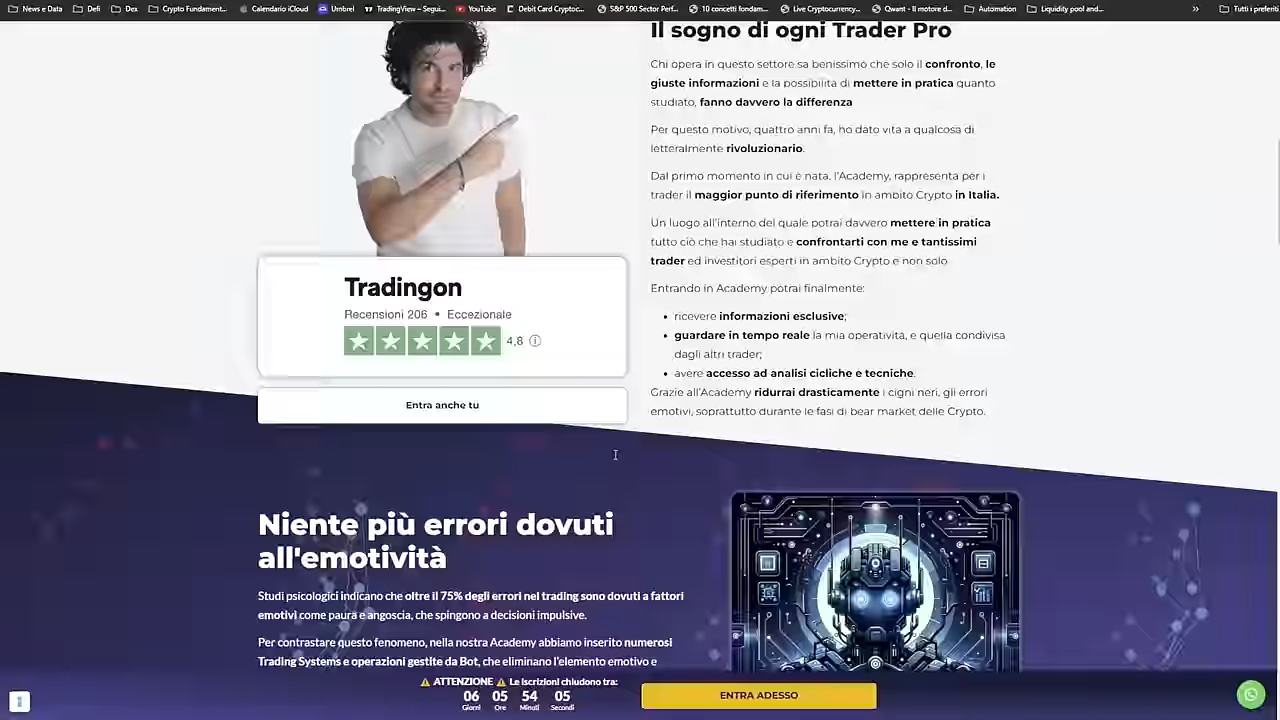 News e Data
Defi
Dex
Crypto Fundament...
Calendario iCloud
Umbrel
TradingView – Segui...
YouTube
Debit Card Cryptoc...
S&P 500 Sector Perf...
10 concetti fondam...
Live Cryptocurrency...
Qwant - Il motore d...
Automation
Liquidity pool and...
»
Tutti i preferiti
Il sogno di ogni Trader Pro
Chi opera in questo settore sa benissimo che solo il confronto, le
giuste informazioni e la possibilità di mettere in pratica quanto
studiato, fanno davvero la differenza
Per questo motivo, quattro anni fa, ho dato vita a qualcosa di
letteralmente rivoluzionario.
Dal primo momento in cui è nata, l'Academy, rappresenta per i
trader il maggior punto di riferimento in ambito Crypto in Italia.
Un luogo all'interno del quale potrai davvero mettere in pratica
tutto ciò che hai studiato e confrontarti con me e tantissimi
trader ed investitori esperti in ambito Crypto e non solo
Entrando in Academy potrai finalmente:
• ricevere informazioni esclusive;
• guardare in tempo reale la mia operatività, e quella condivisa
dagli altri trader;
• avere accesso ad analisi cicliche e tecniche.
Grazie all'Academy ridurrai drasticamente i cigni neri, gli errori
emotivi, soprattutto durante le fasi di bear market delle Crypto.
Tradingon
Recensioni 206 • Eccezionale
4,8
Entra anche tu
Niente più errori dovuti
all'emotività
Studi psicologici indicano che oltre il 75% degli errori nel trading sono dovuti a fattori
emotivi come paura e angoscia, che spingono a decisioni impulsive.
Per contrastare questo fenomeno, nella nostra Academy abbiamo inserito numerosi
Trading Systems e operazioni gestite da Bot, che eliminano l'elemento emotivo e
⚠ ATTENZIONE ⚠ Le iscrizioni chiudono tra:
06 05 54 05
Giorni Ore Minuti Secondi
ENTRA ADESSO